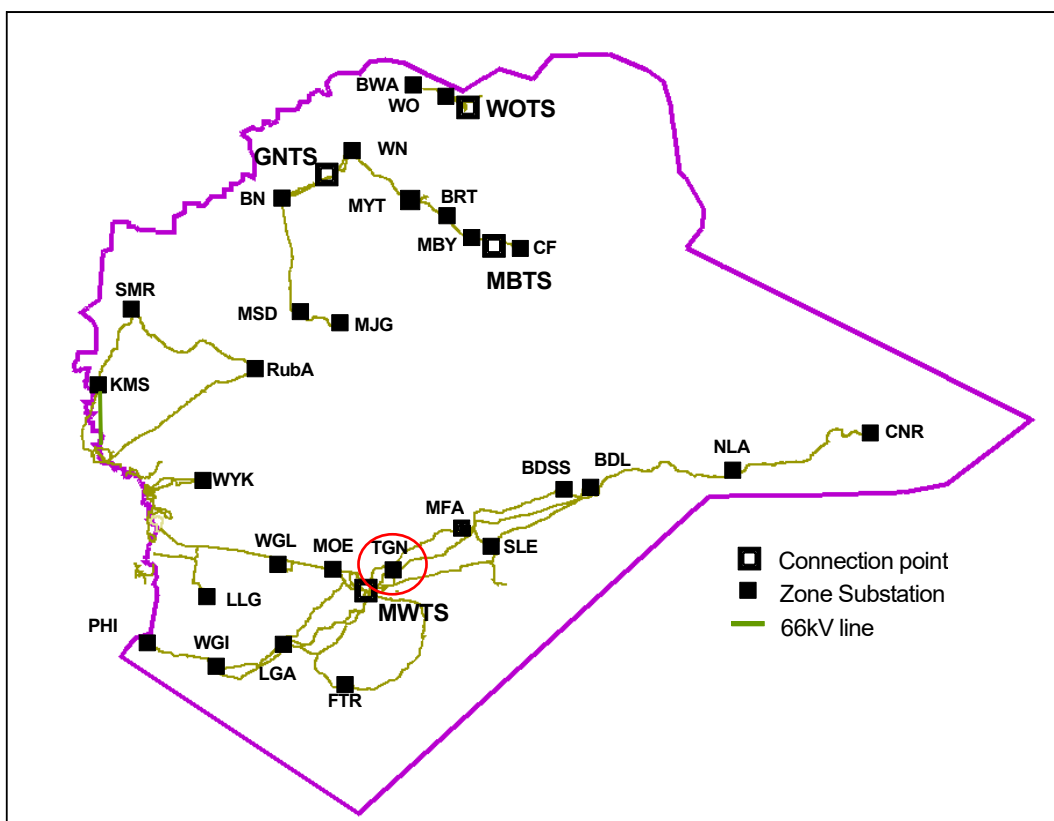 BWA
WO
WOTS
GNTS
WN
BN
MYT
BRT
MBY
CF
MBTS
SMR
MSD
MJG
RubA
KMS
CNR
NLA
BDSS
BDL
WYK
MFA
WGL
MOE
TGN
SLE
Connection point
LLG
MWTS
Zone Substation
PHI
WGI
66kV line
LGA
FTR